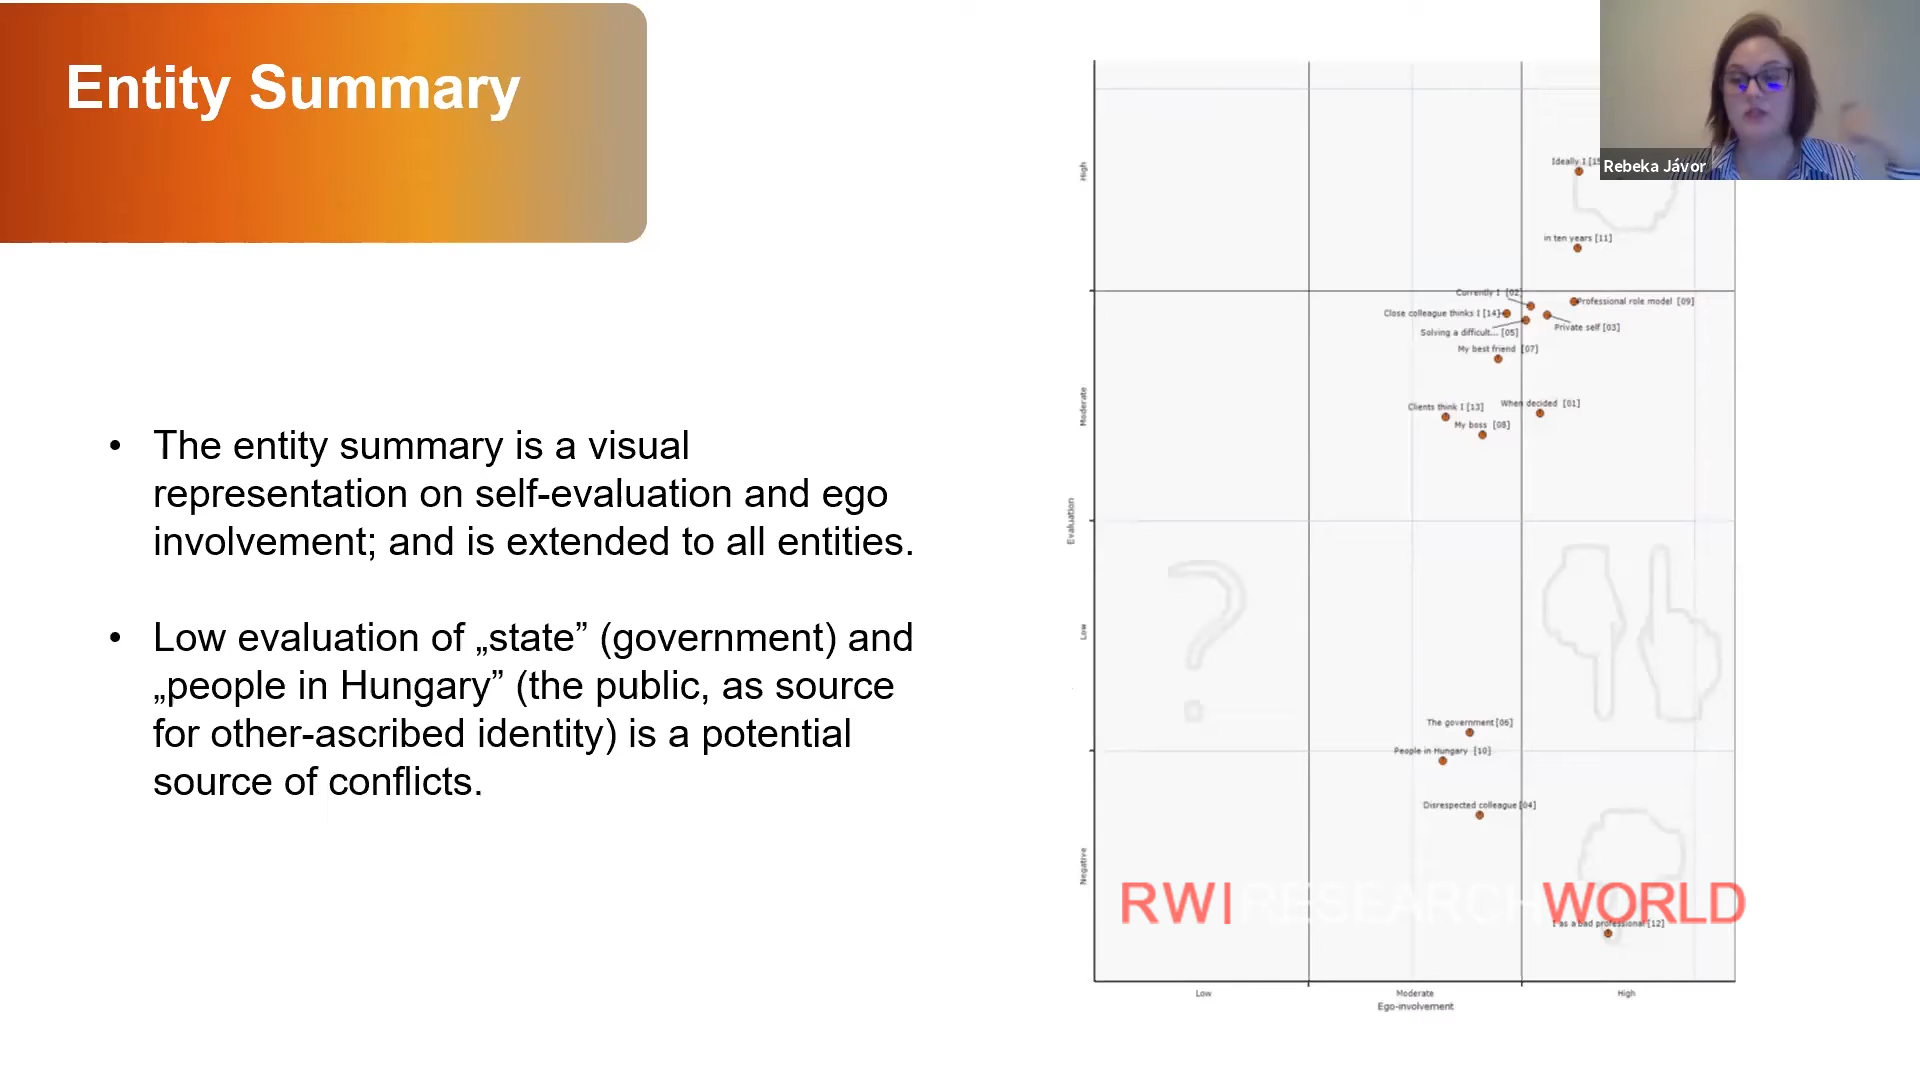 Entity Summary
• The entity summary is a visual
representation on self-evaluation and ego
involvement; and is extended to all entities.
• Low evaluation of „state” (government) and
„people in Hungary” (the public, as source
for other-ascribed identity) is a potential
source of conflicts.
Rebeka Jávor
High
Ideally I
in ten years [11]
Currently I [02]
Professional role model [09]
Close colleague thinks I [14]
Private self [03]
Solving a difficult... [05]
My best friend [07]
Moderate
When decided [01]
Clients think I [13]
My boss [08]
Evaluation
?
Low
The government [06]
People in Hungary [10]
Disrespected colleague [04]
Negative
RWI RESEARCH WORLD
I as a bad professional [12]
Low
Moderate
High
Ego-involvement